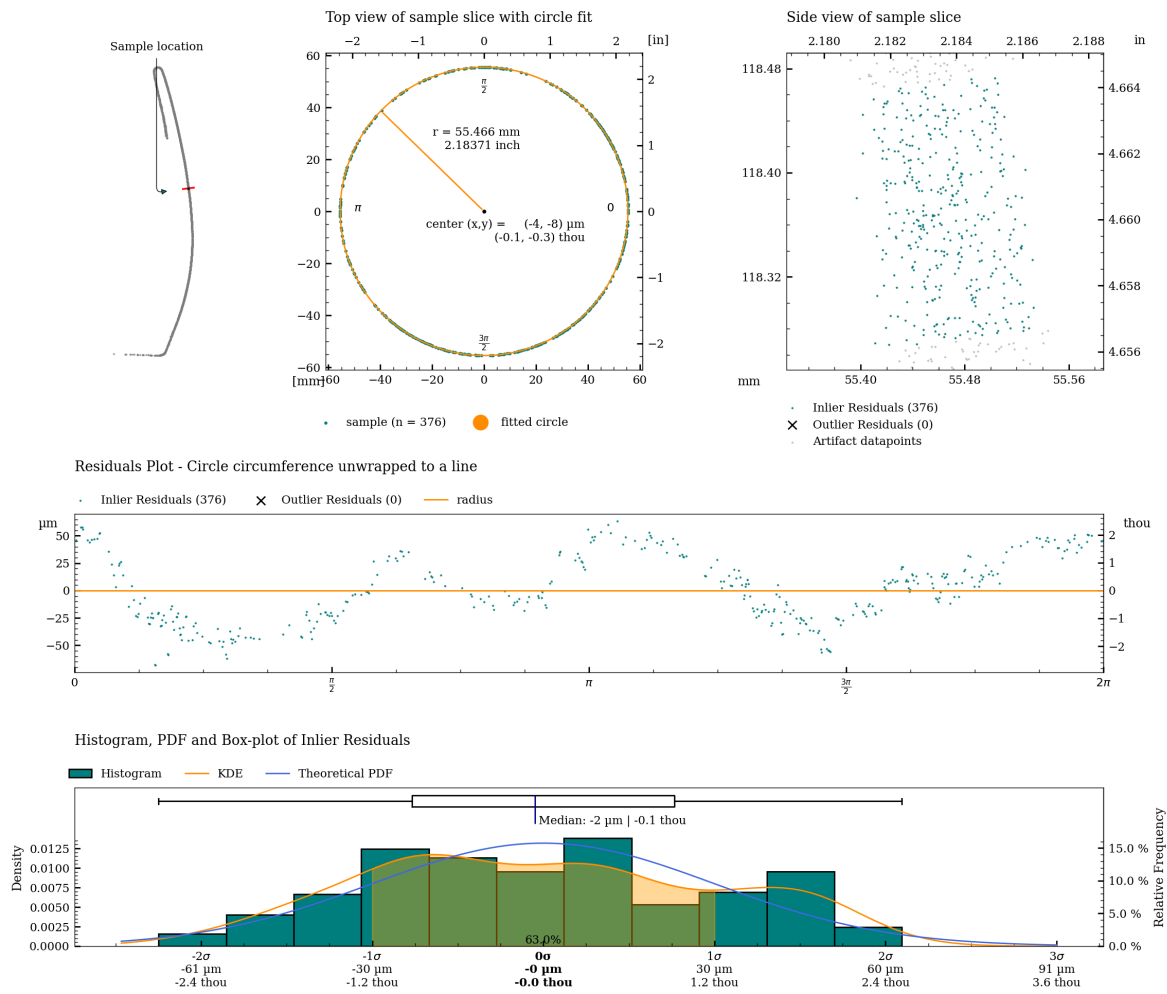 Top view of sample slice with circle fit
Side view of sample slice
Sample location
−2 −1 0 1 2 [in]
2.180 2.182 2.184 2.186 2.188 in
60
40
20
0
−20
−40
−60
2
1
0
−1
−2
π/2
r = 55.466 mm
2.18371 inch
π
0
center (x,y) = (-4, -8) µm
(-0.1, -0.3) thou
3π/2
[mm]
−60 −40 −20 0 20 40 60
118.48
118.40
118.32
4.664
4.662
4.660
4.658
4.656
mm 55.40 55.48 55.56
sample (n = 376) fitted circle
Inlier Residuals (376)
Outlier Residuals (0)
Artifact datapoints
Residuals Plot - Circle circumference unwrapped to a line
Inlier Residuals (376) Outlier Residuals (0) radius
µm thou
50
25
0
−25
−50
2
1
0
−1
−2
0 π/2 π 3π/2 2π
Histogram, PDF and Box-plot of Inlier Residuals
Histogram KDE Theoretical PDF
Median: -2 µm | -0.1 thou
Density
0.0125
0.0100
0.0075
0.0050
0.0025
0.0000
15.0 %
10.0 %
5.0 %
0.0 %
Relative Frequency
63.0%
-2σ -1σ 0σ 1σ 2σ 3σ
-61 µm -30 µm -0 µm 30 µm 60 µm 91 µm
-2.4 thou -1.2 thou -0.0 thou 1.2 thou 2.4 thou 3.6 thou